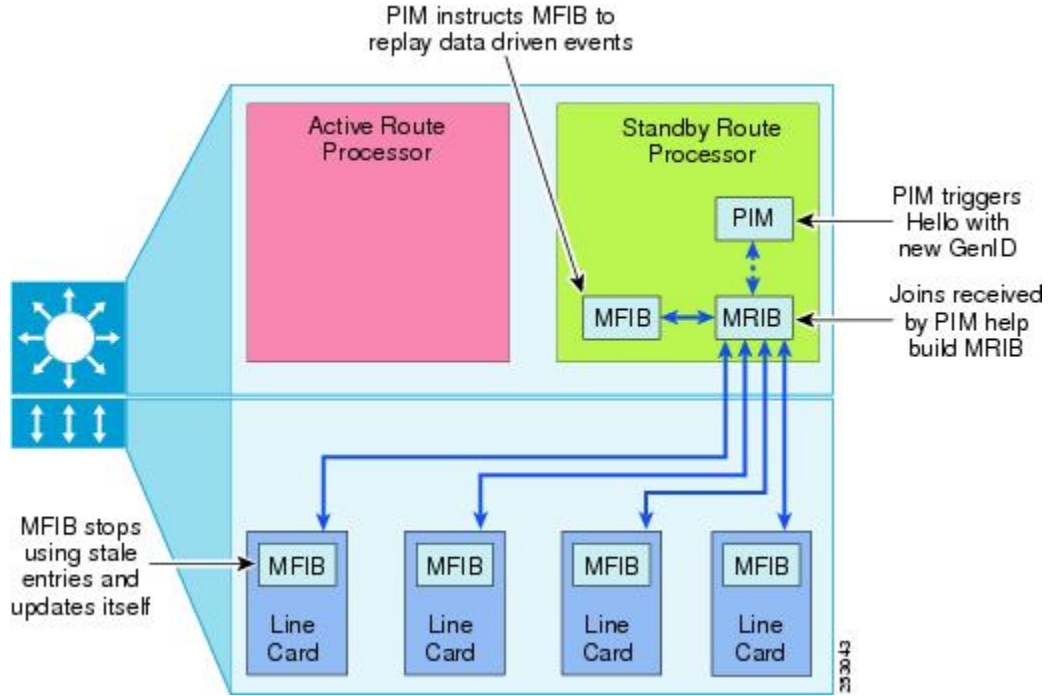 PIM instructs MFIB to
replay data driven events
Active Route
Processor
Standby Route
Processor
PIM
PIM triggers
Hello with
new GenID
MFIB
MRIB
Joins received
by PIM help
build MRIB
MFIB stops
using stale
entries and
updates itself
MFIB
Line
Card
MFIB
Line
Card
MFIB
Line
Card
MFIB
Line
Card
253043